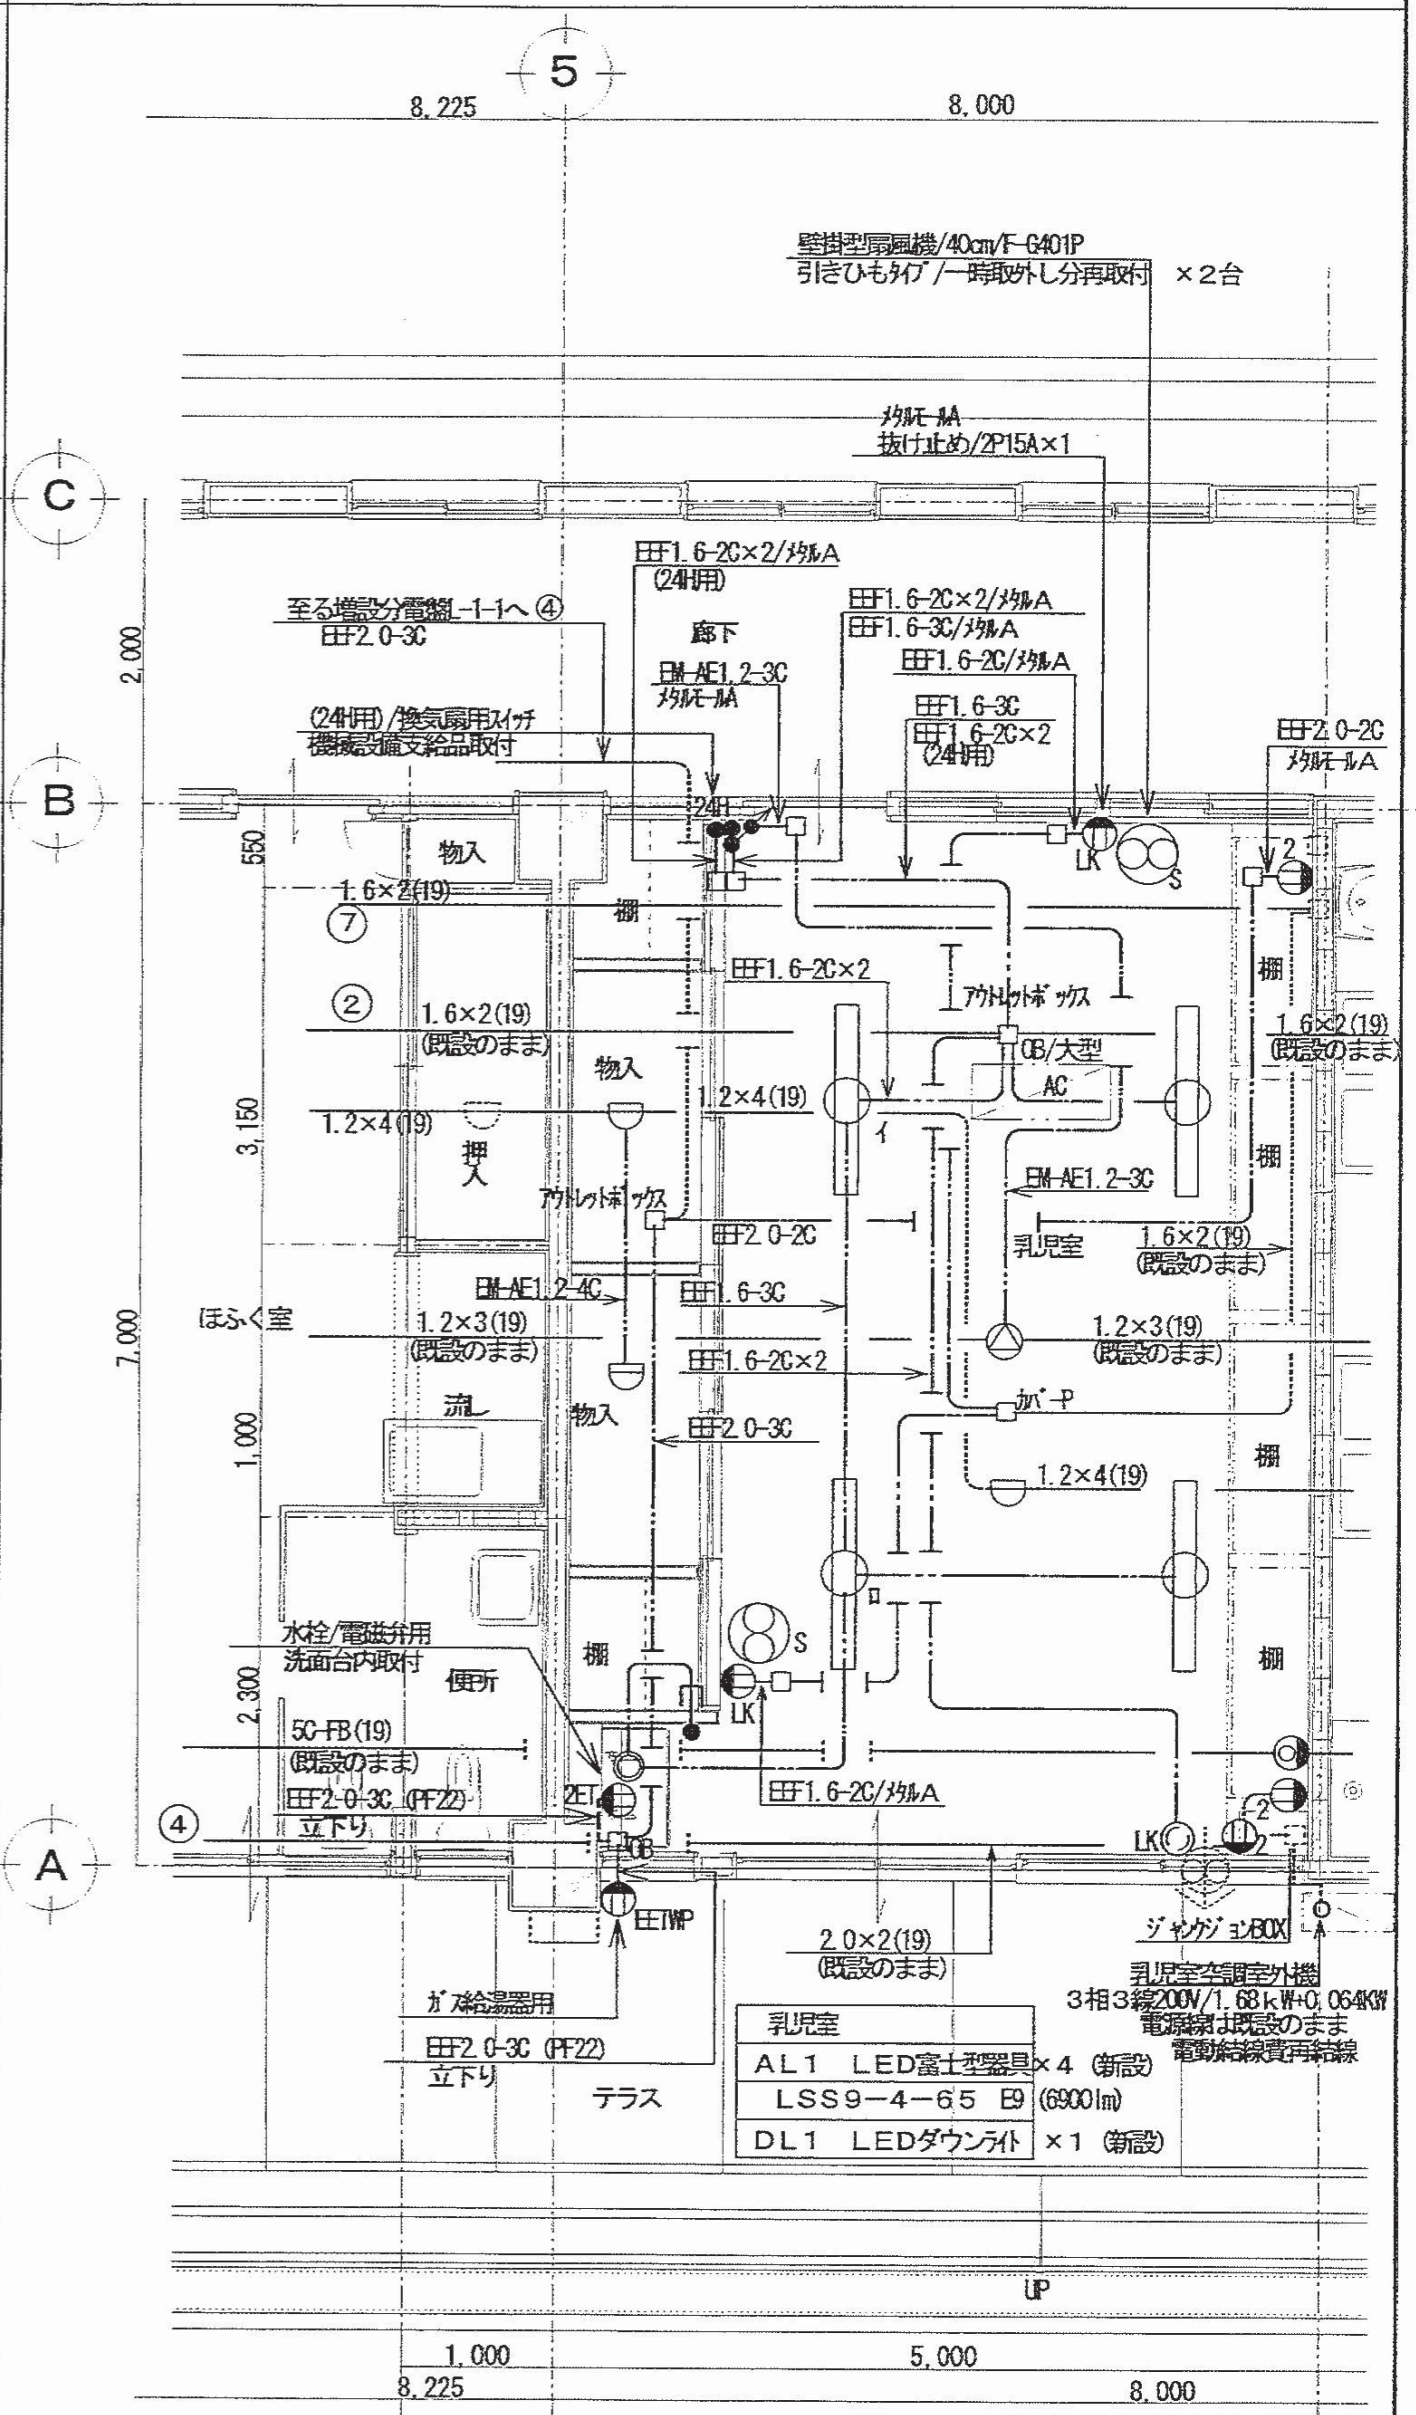 5
8,225
8,000
壁掛型扇風機/40cm/F-G401P
引きひもタイプ/一時取外し分再取付 ×2台
メタルモールA
抜け止め/2P15A×1
C
EEF1.6-2C×2/メタルA
(24H用)
至る増設分電盤L-1-1へ ④
EEF2.0-3C
廊下
EEF1.6-2C×2/メタルA
EEF1.6-3C/メタルA
2,000
EM-AE1.2-3C
メタルモールA
EEF1.6-2C/メタルA
(24H用)/換気扇用スイッチ
機械設備支給品取付
EEF1.6-3C
EEF1.6-2C×2
(24H用)
EEF2.0-2C
メタルモールA
B
24H
550
物入
LK
S
2
1.6×2(19)
⑦
棚
EEF1.6-2C×2
棚
②
アウトレットボックス
1.6×2(19)
(既設のまま)
1.6×2(19)
(既設のまま)
OB/大型
物入
AC
1.2×4(19)
1.2×4(19)
イ
3,150
押入
棚
アウトレットボックス
EM-AE1.2-3C
EEF2.0-2C
乳児室
1.6×2(19)
(既設のまま)
EM-AE1.2-4C
EEF1.6-3C
ほふく室
7,000
1.2×3(19)
(既設のまま)
1.2×3(19)
(既設のまま)
EEF1.6-2C×2
流し
物入
カバーP
EEF2.0-3C
1,000
棚
1.2×4(19)
ロ
水栓/電磁弁用
洗面台内取付
S
棚
棚
便所
2,300
LK
5C-FB(19)
(既設のまま)
2ET
EEF1.6-2C/メタルA
EEF2.0-3C (PF22)
立下り
④
2
LK
2
OB
A
EETWP
2.0×2(19)
(既設のまま)
ジャンクションBOX
乳児室空調室外機
3相3線200V/1.68kW+0.064KW
電源線は既設のまま
電動結線費再結線
ガス給湯器用
EEF2.0-3C (PF22)
立下り
テラス
乳児室
AL1 LED富士型器具×4 (新設)
LSS9-4-65 E9 (6900lm)
DL1 LEDダウンライト ×1 (新設)
UP
1,000
5,000
8,225
8,000